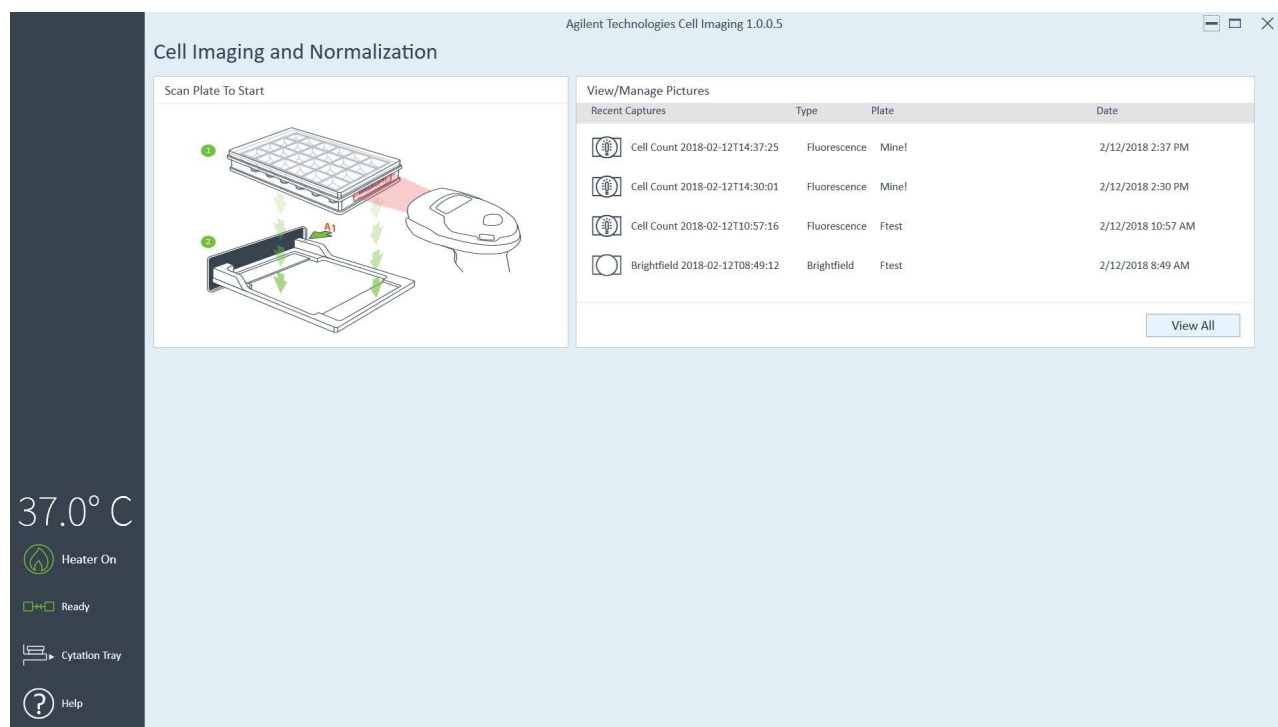 Agilent Technologies Cell Imaging 1.0.0.5
Cell Imaging and Normalization
Scan Plate To Start
1
A1
2
View/Manage Pictures
Recent Captures Type Plate Date
Cell Count 2018-02-12T14:37:25 Fluorescence Mine! 2/12/2018 2:37 PM
Cell Count 2018-02-12T14:30:01 Fluorescence Mine! 2/12/2018 2:30 PM
Cell Count 2018-02-12T10:57:16 Fluorescence Ftest 2/12/2018 10:57 AM
Brightfield 2018-02-12T08:49:12 Brightfield Ftest 2/12/2018 8:49 AM
View All
37.0° C
Heater On
Ready
Cytation Tray
? Help